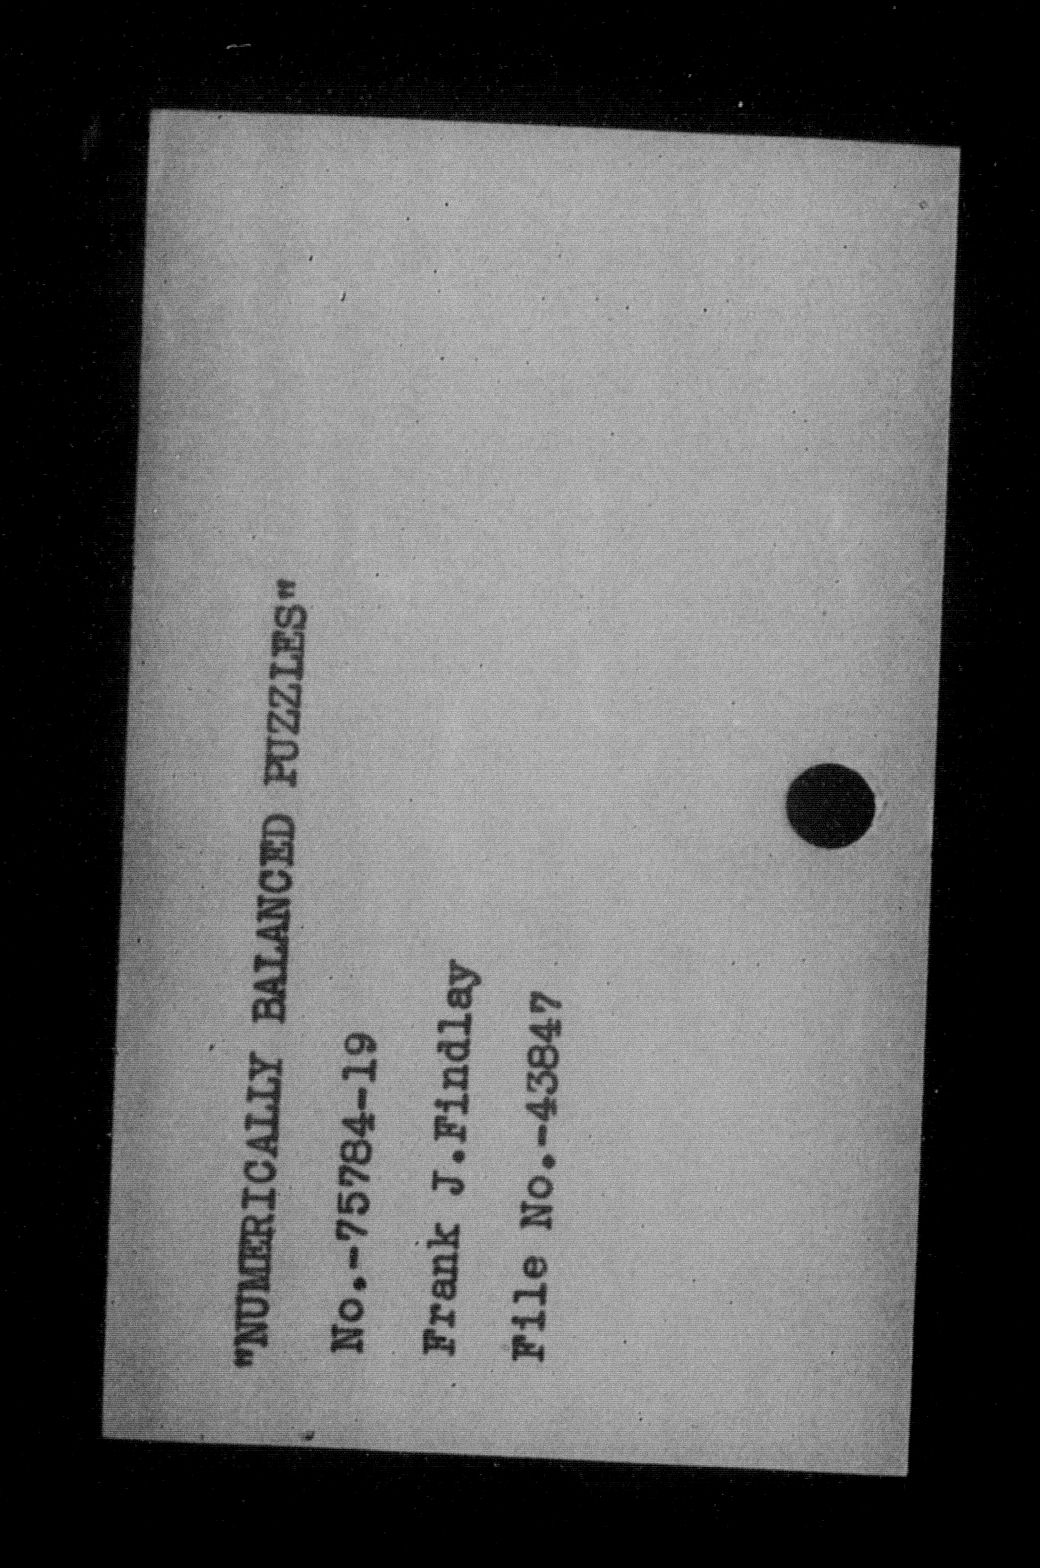 "NUMERICALLY BALANCED PUZZLES"
No.-75784-19
Frank J.Findlay
File No.-43847